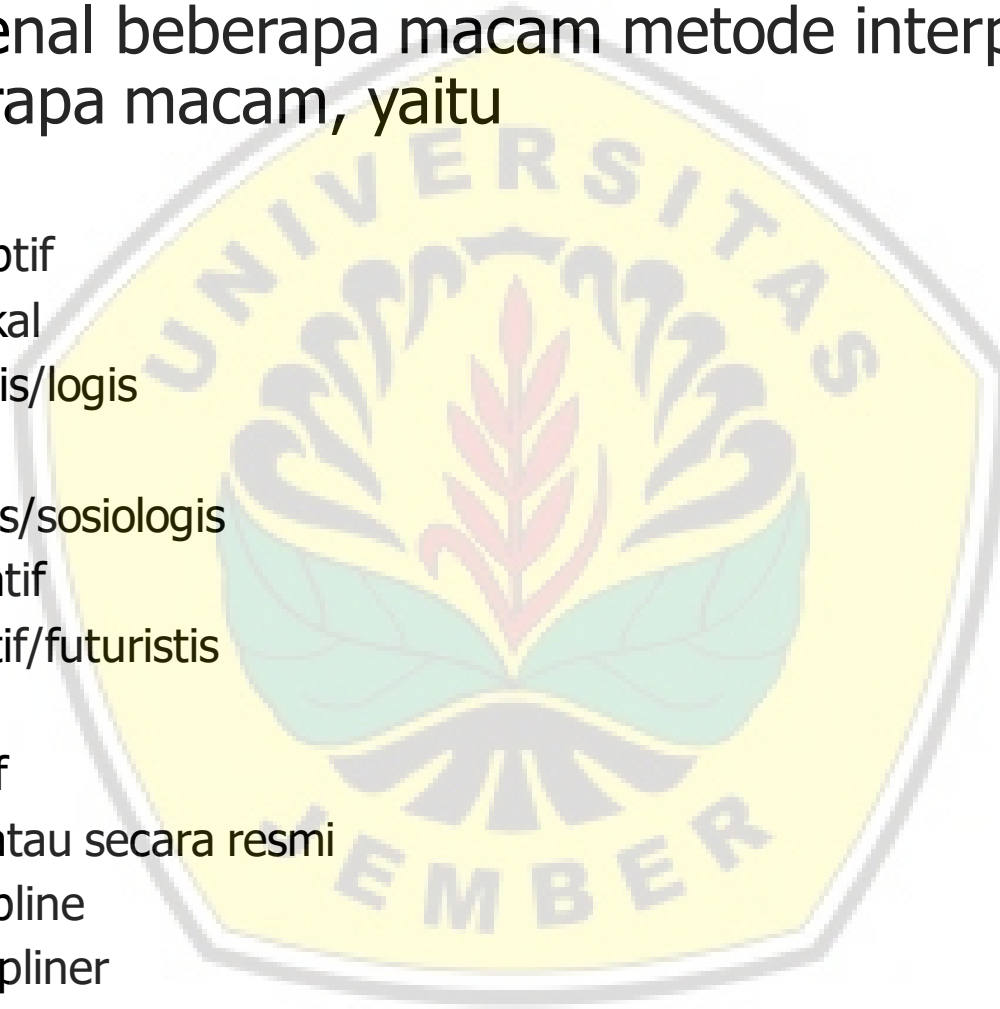 enal beberapa macam metode interp
rapa macam, yaitu
UNIVERSITAS
otif
kal
is/logis
s/sosiologis
atif
tif/futuristis
f
atau secara resmi
pline
pliner
JEMBER